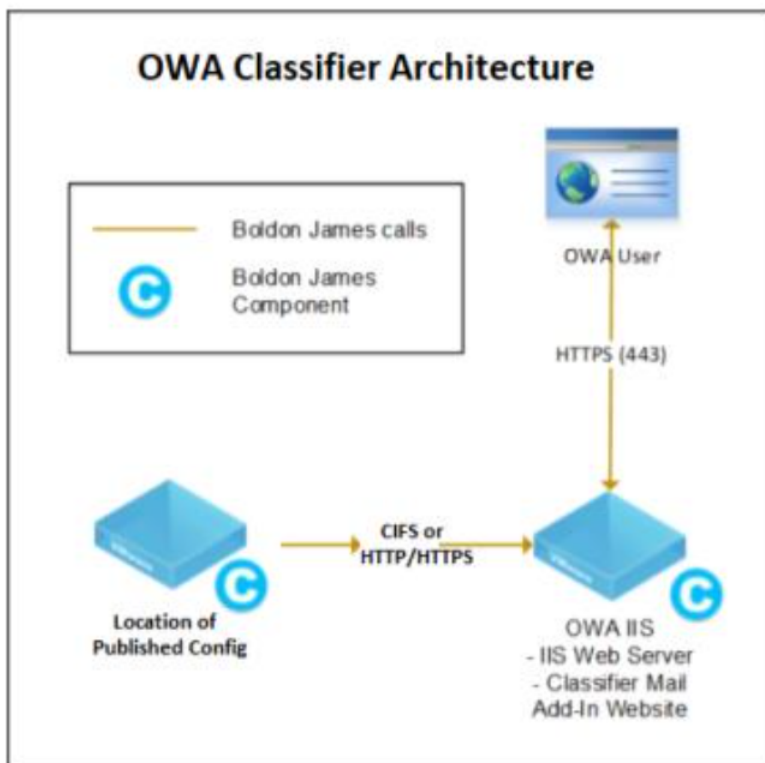 OWA Classifier Architecture
Boldon James calls
C
Boldon James
Component
OWA User
HTTPS (443)
CIFS or
HTTP/HTTPS
C
Location of
Published Config
C
OWA IIS
- IIS Web Server
- Classifier Mail
Add-In Website